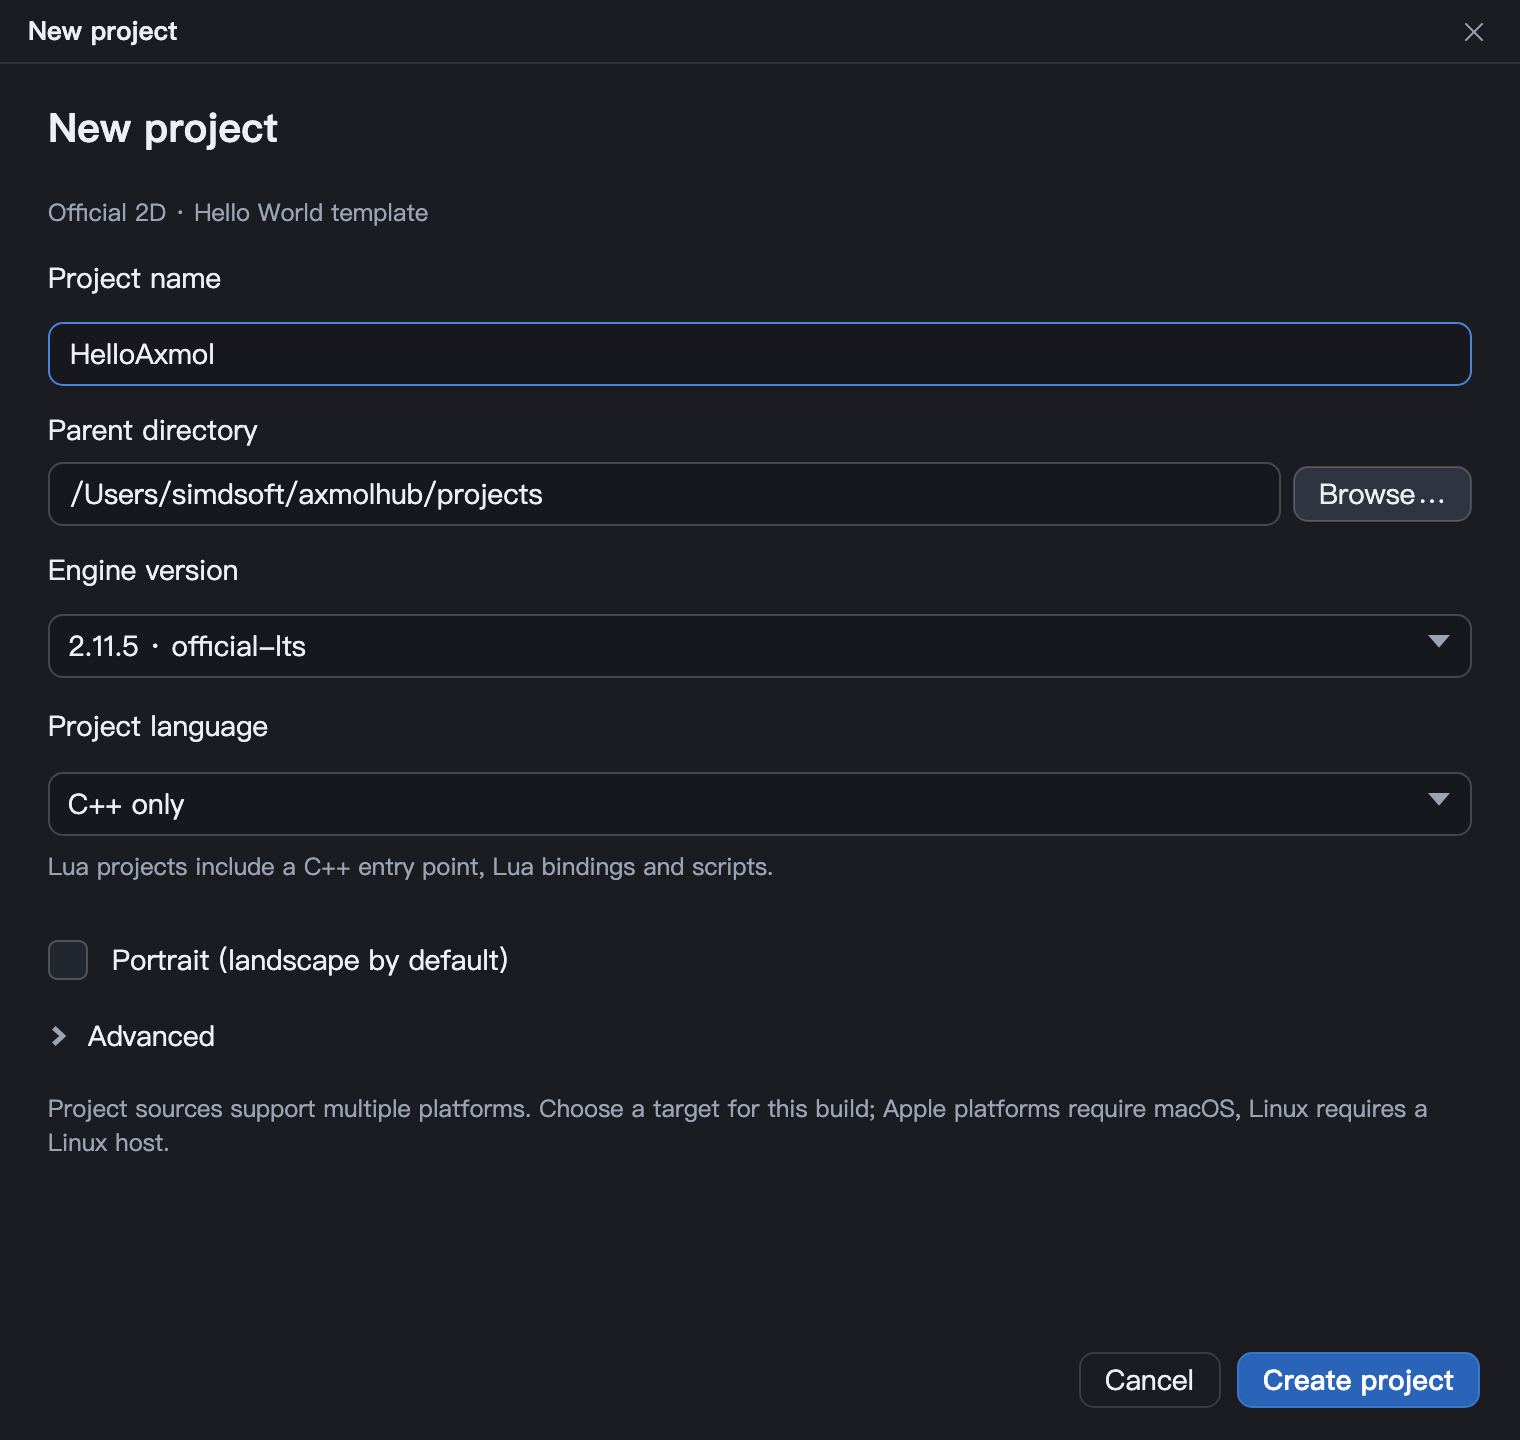 New project
New project
Official 2D · Hello World template
Project name
HelloAxmol
Parent directory
/Users/simdsoft/axmolhub/projects
Browse...
Engine version
2.11.5 · official-lts
Project language
C++ only
Lua projects include a C++ entry point, Lua bindings and scripts.
Portrait (landscape by default)
Advanced
Project sources support multiple platforms. Choose a target for this build; Apple platforms require macOS, Linux requires a
Linux host.
Cancel
Create project